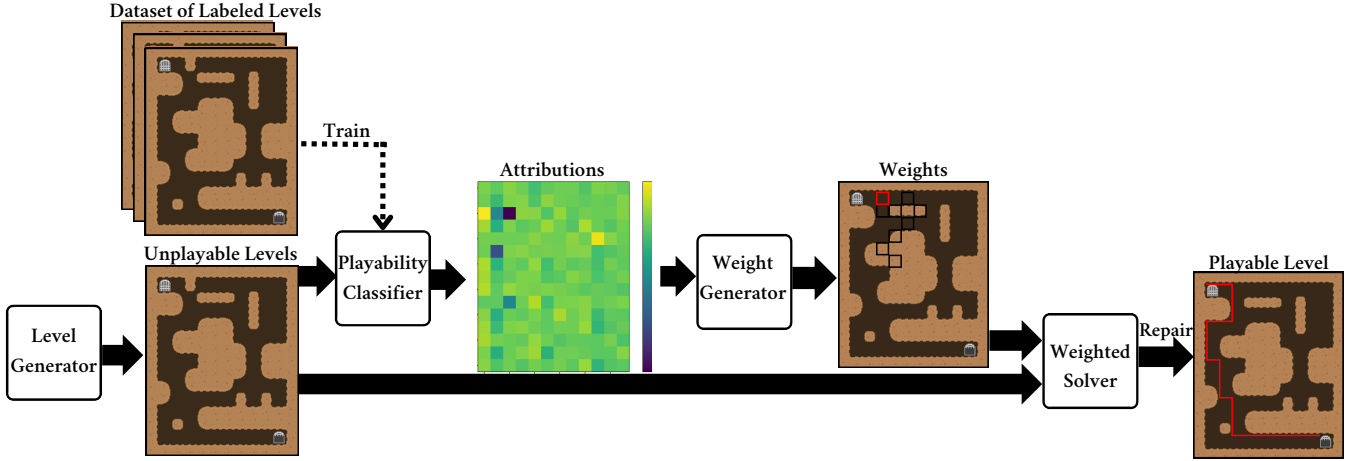 Dataset of Labeled Levels
Train
Attributions
Weights
Unplayable Levels
Playability
Classifier
Weight
Generator
Playable Level
Level
Generator
Repair
Weighted
Solver